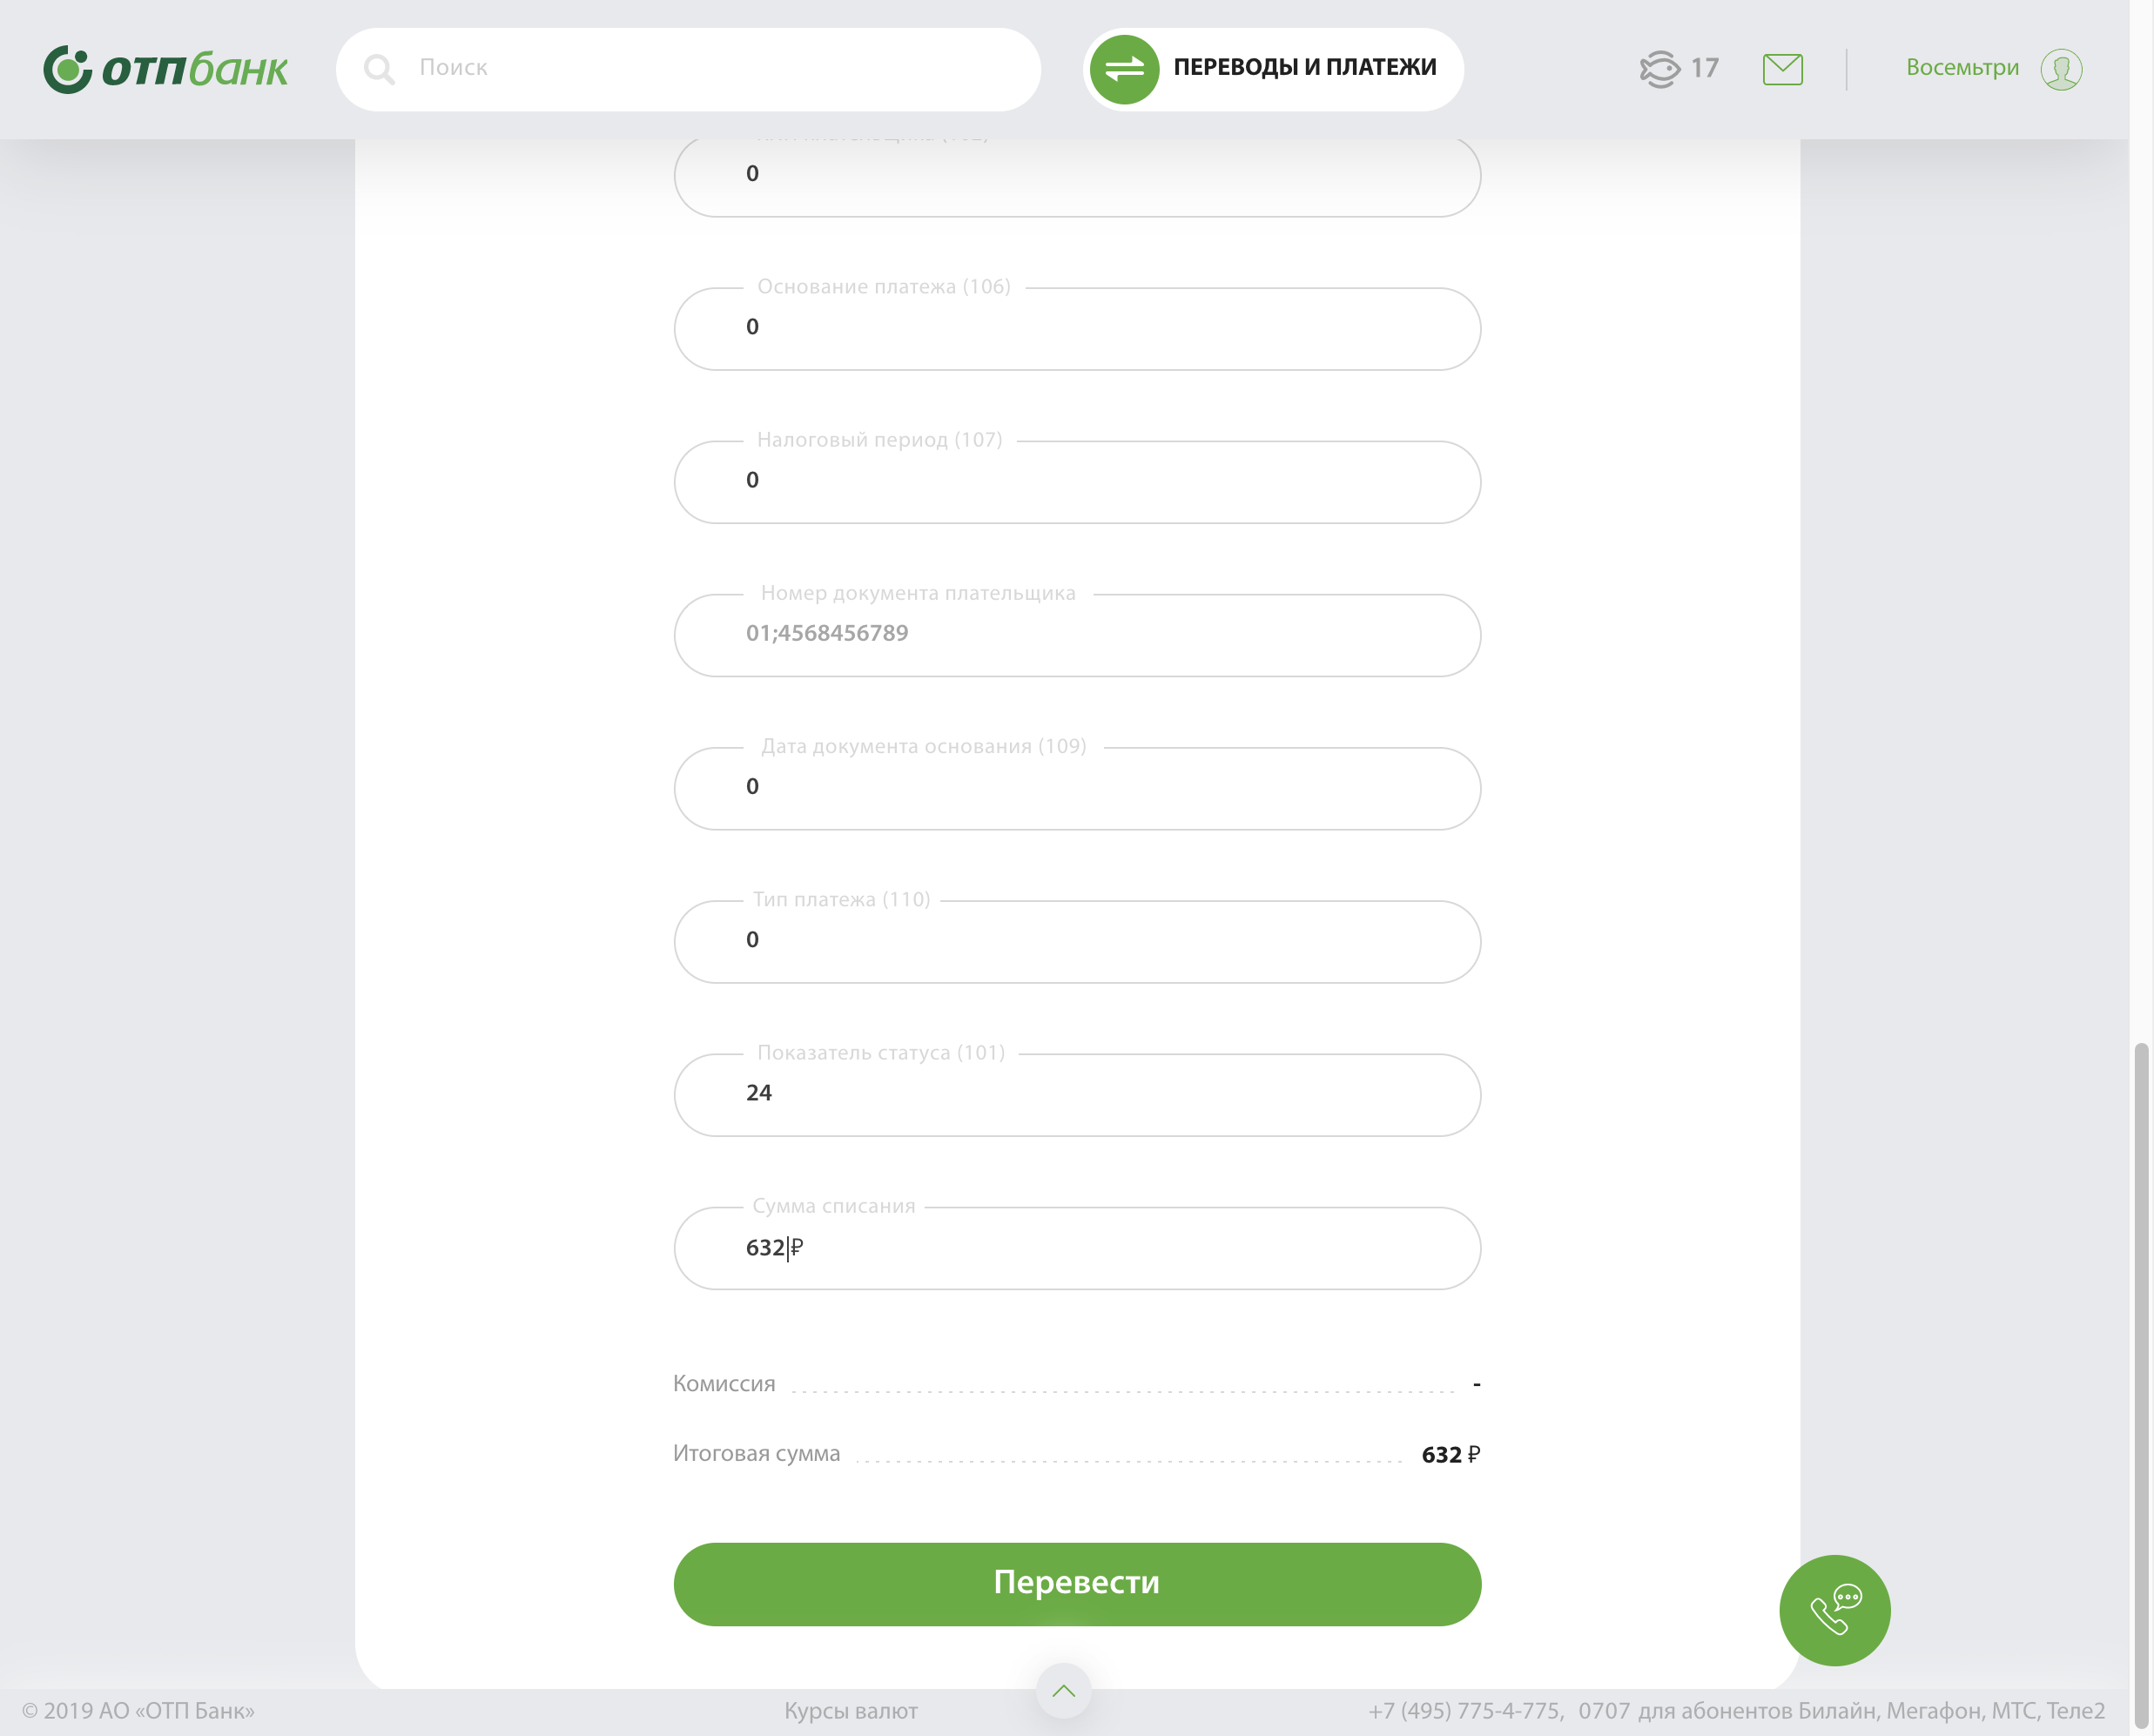 отпбанк
Поиск
ПЕРЕВОДЫ И ПЛАТЕЖИ
17
Восемьтри
0
Основание платежа (106)
0
Налоговый период (107)
0
Номер документа плательщика
01;4568456789
Дата документа основания (109)
0
Тип платежа (110)
0
Показатель статуса (101)
24
Сумма списания
632 ₽
Комиссия -
Итоговая сумма 632 ₽
Перевести
© 2019 АО «ОТП Банк» Курсы валют +7 (495) 775-4-775, 0707 для абонентов Билайн, Мегафон, МТС, Теле2